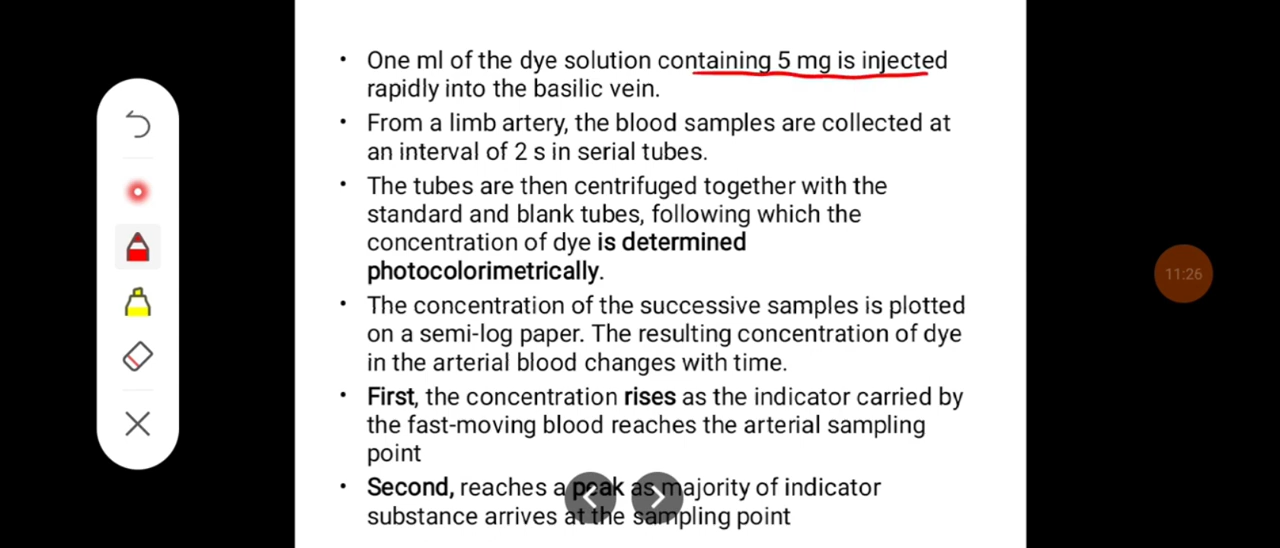 • One ml of the dye solution containing 5 mg is injected
rapidly into the basilic vein.
• From a limb artery, the blood samples are collected at
an interval of 2 s in serial tubes.
• The tubes are then centrifuged together with the
standard and blank tubes, following which the
concentration of dye is determined
photocolorimetrically.
• The concentration of the successive samples is plotted
on a semi-log paper. The resulting concentration of dye
in the arterial blood changes with time.
• First, the concentration rises as the indicator carried by
the fast-moving blood reaches the arterial sampling
point
• Second, reaches a peak as majority of indicator
substance arrives at the sampling point
11:26